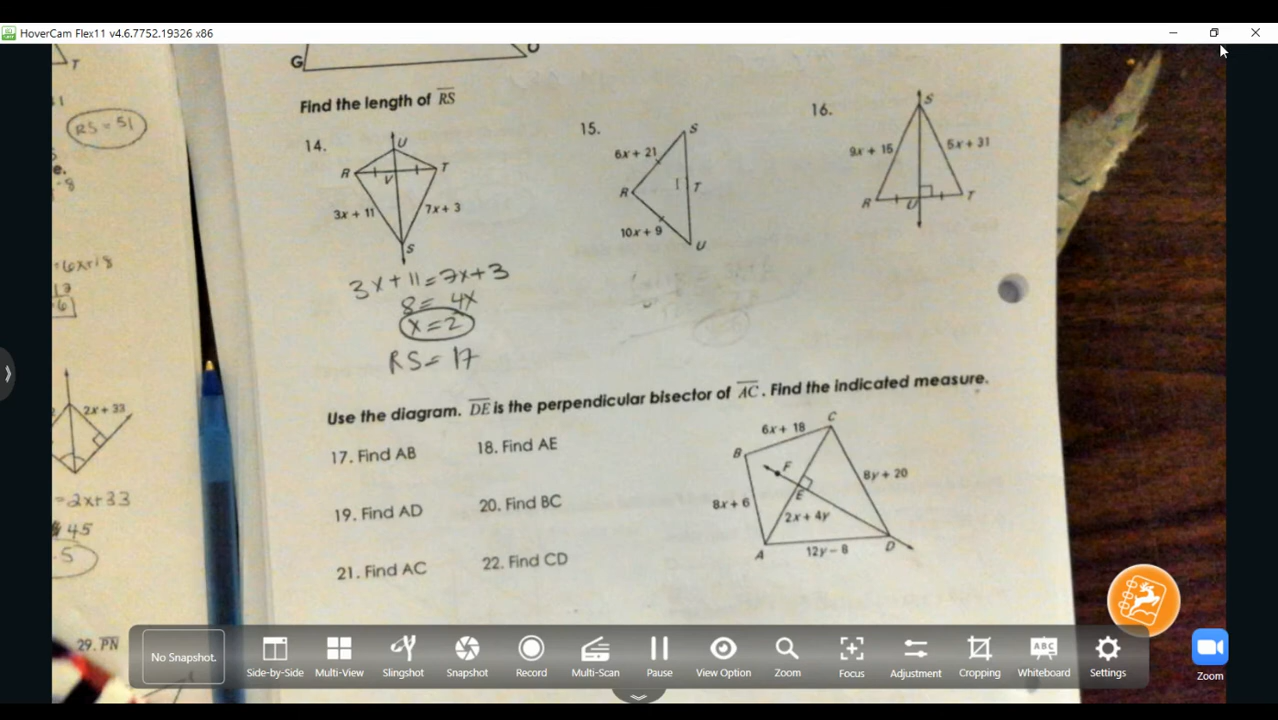 HoverCam Flex11 v4.6.7752.19326 x86
G
T
RS = 51
Find the length of RS
14.
U
R
T
V
3x + 11
7x + 3
S
3x + 11 = 7x + 3
8 = 4x
x = 2
RS = 17
15.
S
6x + 21
R
T
10x + 9
U
16.
S
9x + 15
5x + 31
R
U
T
2x + 33
= 2x + 33
45
Use the diagram. DE is the perpendicular bisector of AC. Find the indicated measure.
17. Find AB
18. Find AE
19. Find AD
20. Find BC
21. Find AC
22. Find CD
C
6x + 18
B
F
8y + 20
E
8x + 6
2x + 4y
A
12y – 8
D
29. PN
No Snapshot.
Side-by-Side
Multi-View
Slingshot
Snapshot
Record
Multi-Scan
Pause
View Option
Zoom
Focus
Adjustment
Cropping
ABC
Whiteboard
Settings
Zoom